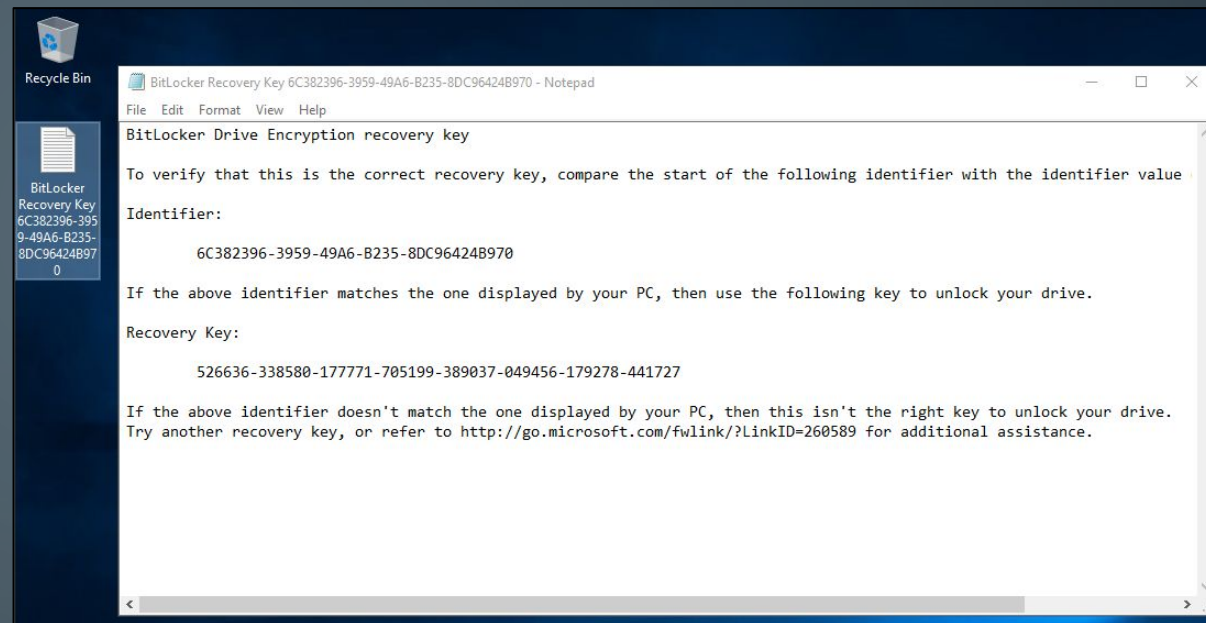 Recycle Bin
BitLocker
Recovery Key
6C382396-395
9-49A6-B235-
8DC96424B97
0
BitLocker Recovery Key 6C382396-3959-49A6-B235-8DC96424B970 - Notepad
File Edit Format View Help
BitLocker Drive Encryption recovery key
To verify that this is the correct recovery key, compare the start of the following identifier with the identifier value
Identifier:
6C382396-3959-49A6-B235-8DC96424B970
If the above identifier matches the one displayed by your PC, then use the following key to unlock your drive.
Recovery Key:
526636-338580-177771-705199-389037-049456-179278-441727
If the above identifier doesn't match the one displayed by your PC, then this isn't the right key to unlock your drive.
Try another recovery key, or refer to http://go.microsoft.com/fwlink/?LinkID=260589 for additional assistance.